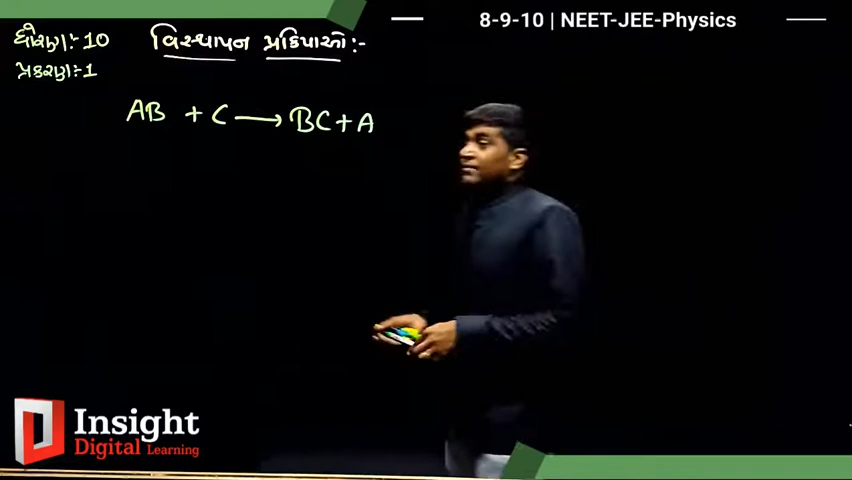 8-9-10 | NEET-JEE-Physics
ધોરણ:- 10 વિસ્થાપન પ્રક્રિયાઓ :-
પ્રકરણ:- 1
AB + C ⟶ BC + A
Insight
Digital Learning